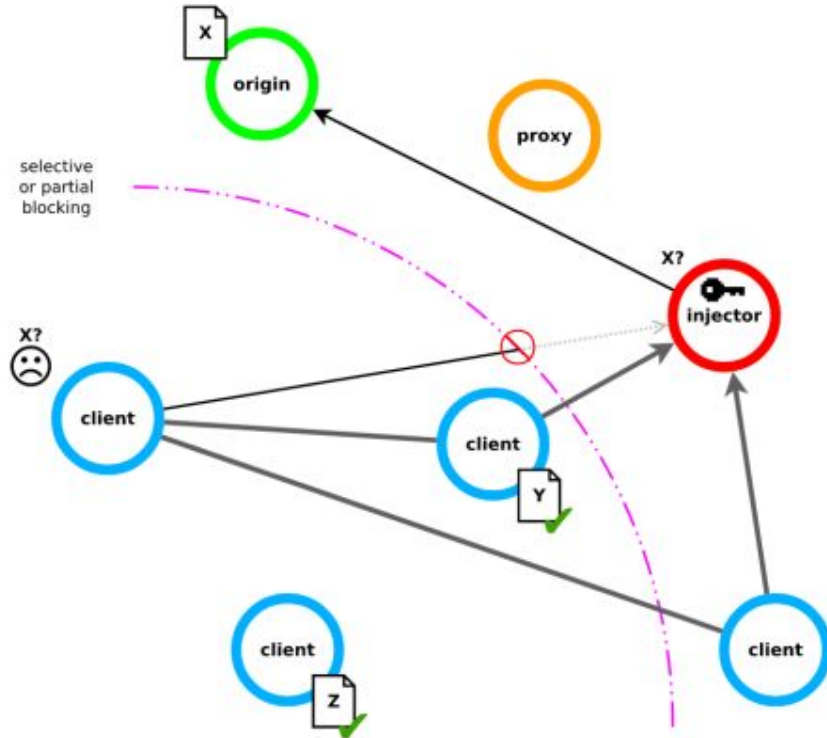 X
origin
proxy
selective
or partial
blocking
X?
injector
X?
client
client
Y
client
client
Z